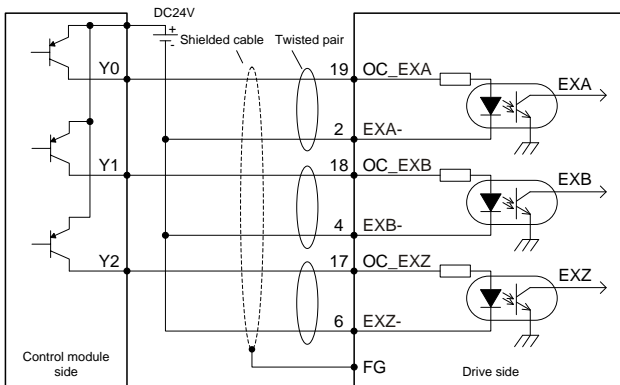 DC24V
+
-
Shielded cable
Twisted pair
Y0
19
OC_EXA
EXA
2
EXA-
Y1
18
OC_EXB
EXB
4
EXB-
Y2
17
OC_EXZ
EXZ
6
EXZ-
Control module
side
FG
Drive side